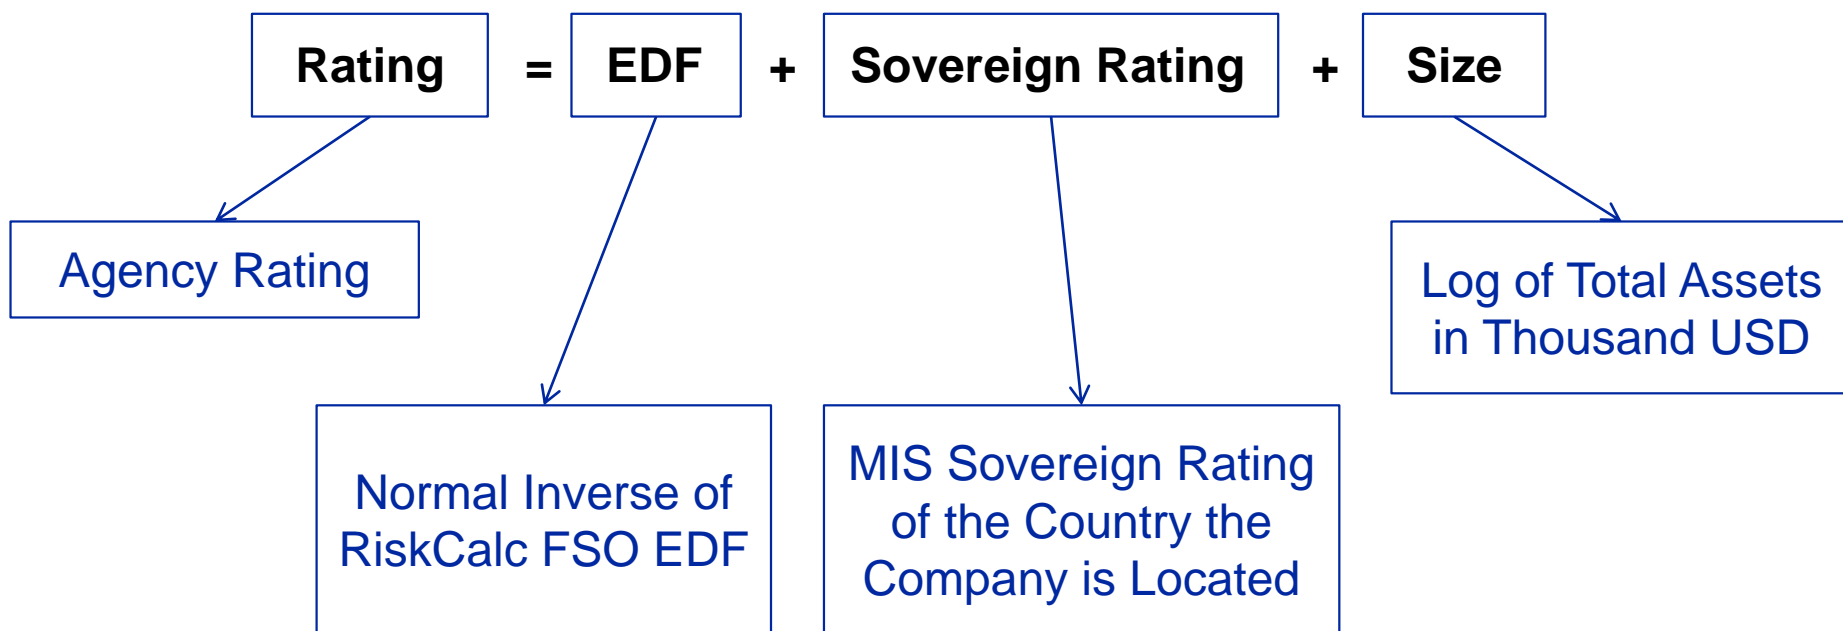 Rating = EDF + Sovereign Rating + Size
Agency Rating
Log of Total Assets
in Thousand USD
Normal Inverse of
RiskCalc FSO EDF
MIS Sovereign Rating
of the Country the
Company is Located